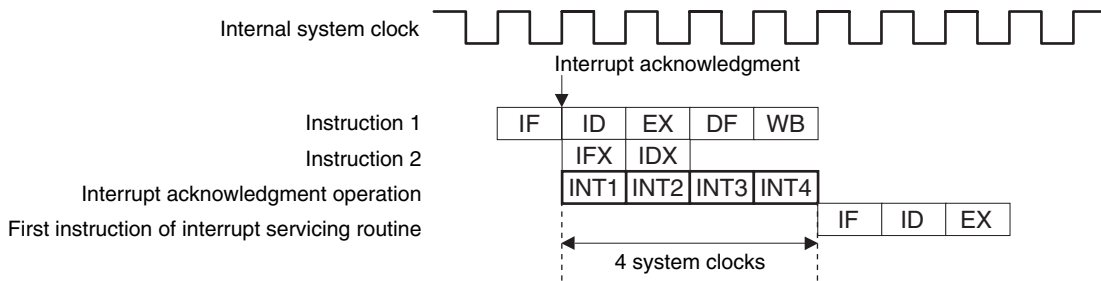 Internal system clock
Interrupt acknowledgment
Instruction 1 IF ID EX DF WB
Instruction 2 IFX IDX
Interrupt acknowledgment operation INT1 INT2 INT3 INT4
First instruction of interrupt servicing routine IF ID EX
4 system clocks